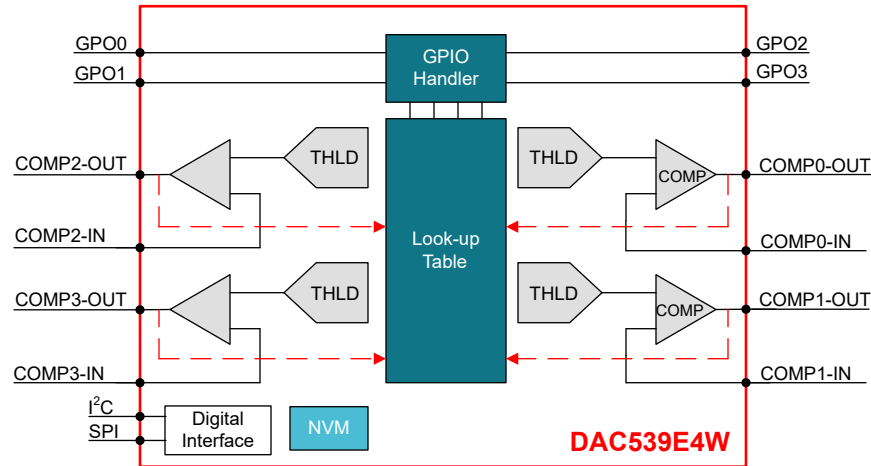 GPO0
GPO1
GPIO
Handler
GPO2
GPO3
COMP2-OUT
THLD
THLD
COMP
COMP0-OUT
COMP2-IN
Look-up
Table
COMP0-IN
COMP3-OUT
THLD
THLD
COMP
COMP1-OUT
COMP3-IN
COMP1-IN
I²C
SPI
Digital
Interface
NVM
DAC539E4W